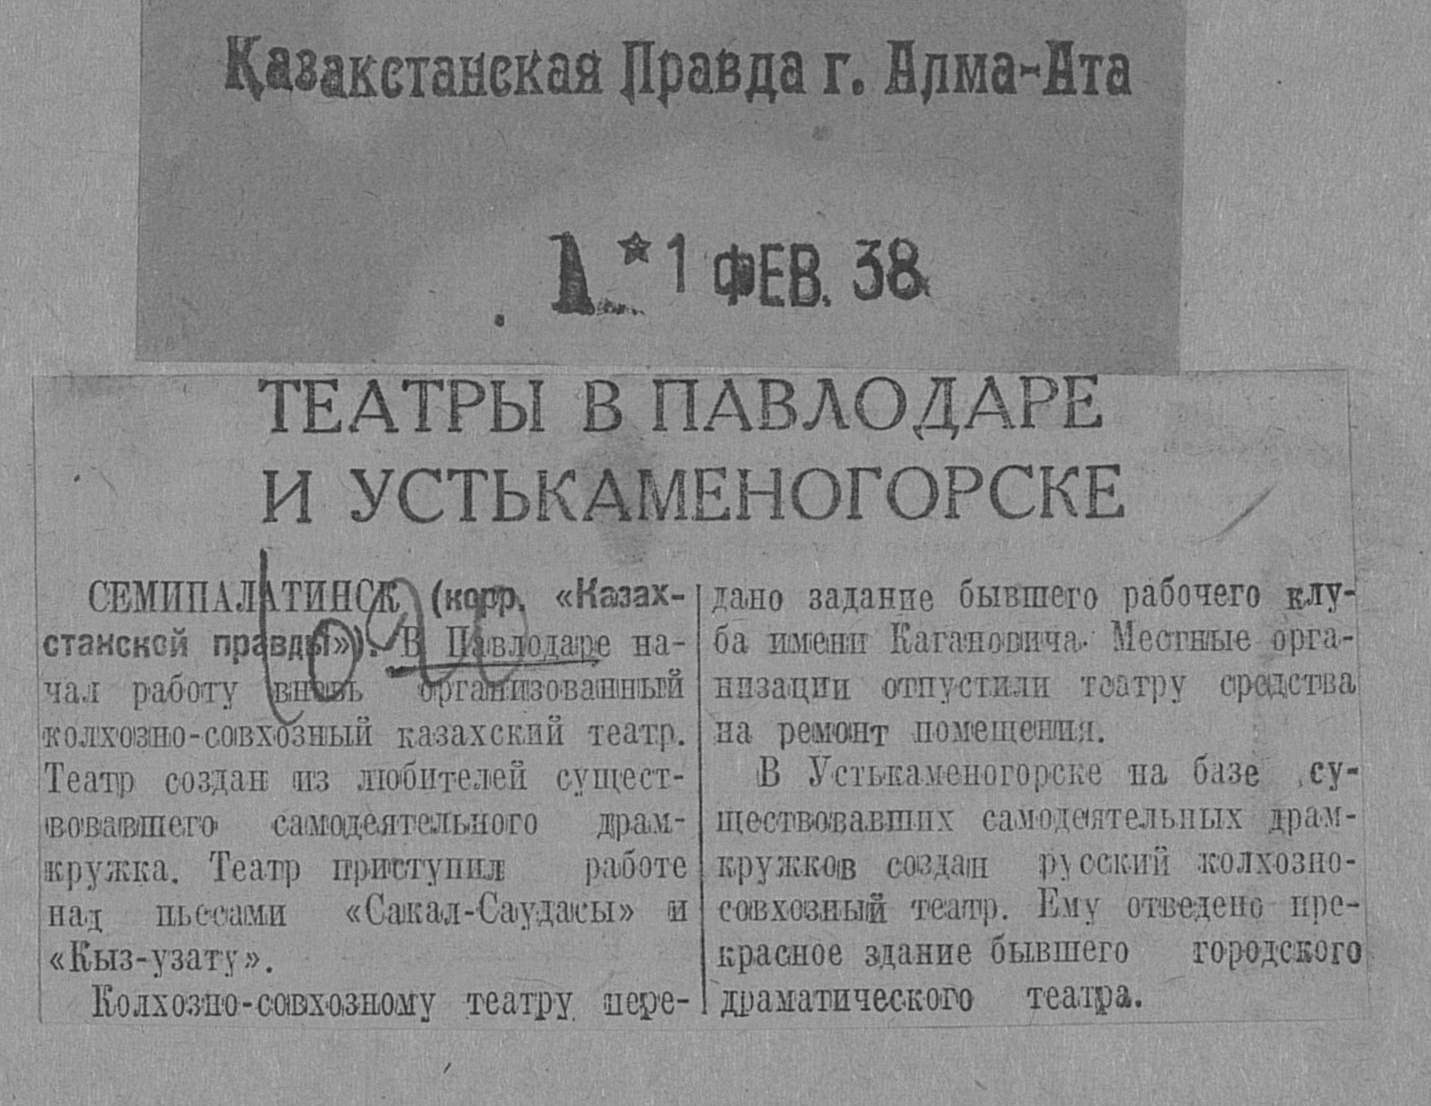 Казакстанская Правда г. Алма-Ата
1 * 1 ФЕВ. 38
ТЕАТРЫ В ПАВЛОДАРЕ
И УСТЬКАМЕНОГОРСКЕ
СЕМИПАЛАТИНСК (корр. «Казах-
станской правды»). В Павлодаре на-
чал работу вновь организованный
колхозно-совхозный казахский театр.
Театр создан из любителей сущест-
вовавшего самодеятельного драм-
кружка. Театр приступил работе
над пьесами «Сакал-Саудасы» и
«Кыз-узату».
Колхозно-совхозному театру пере-
дано задание бывшего рабочего клу-
ба имени Кагановича. Местные орга-
низации отпустили театру средства
на ремонт помещения.
В Устькаменогорске на базе су-
ществовавших самодеятельных драм-
кружков создан русский колхозно-
совхозный театр. Ему отведено пре-
красное здание бывшего городского
драматического театра.